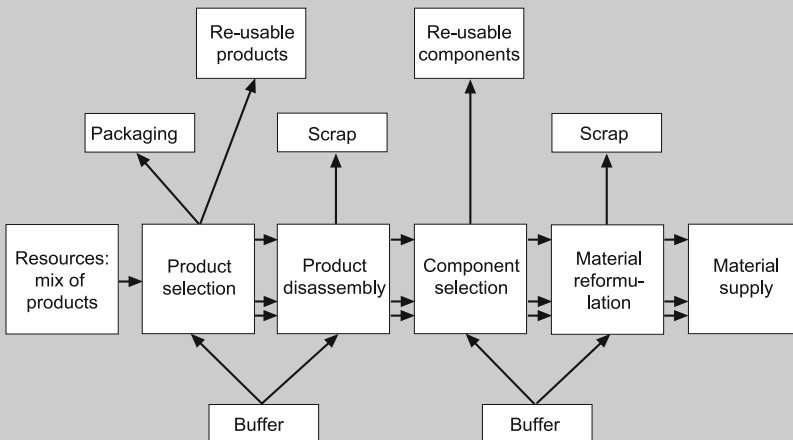 Re-usable
products
Re-usable
components
Packaging
Scrap
Scrap
Resources:
mix of
products
Product
selection
Product
disassembly
Component
selection
Material
reformu-
lation
Material
supply
Buffer
Buffer